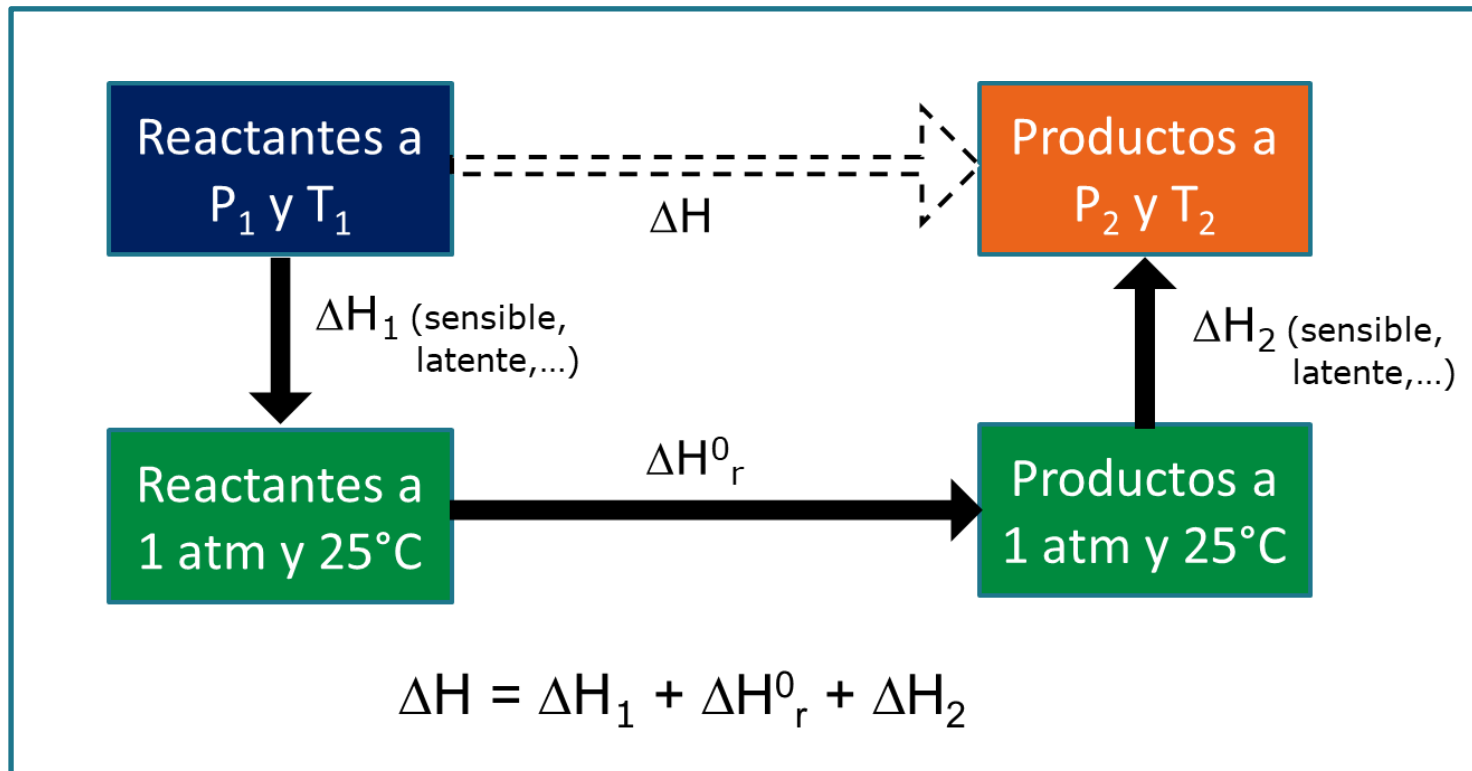 Reactantes a
P₁ y T₁
ΔH
Productos a
P₂ y T₂
ΔH₁ (sensible,
latente,...)
ΔH₂ (sensible,
latente,...)
Reactantes a
1 atm y 25°C
ΔH⁰ᵣ
Productos a
1 atm y 25°C
ΔH = ΔH₁ + ΔH⁰ᵣ + ΔH₂